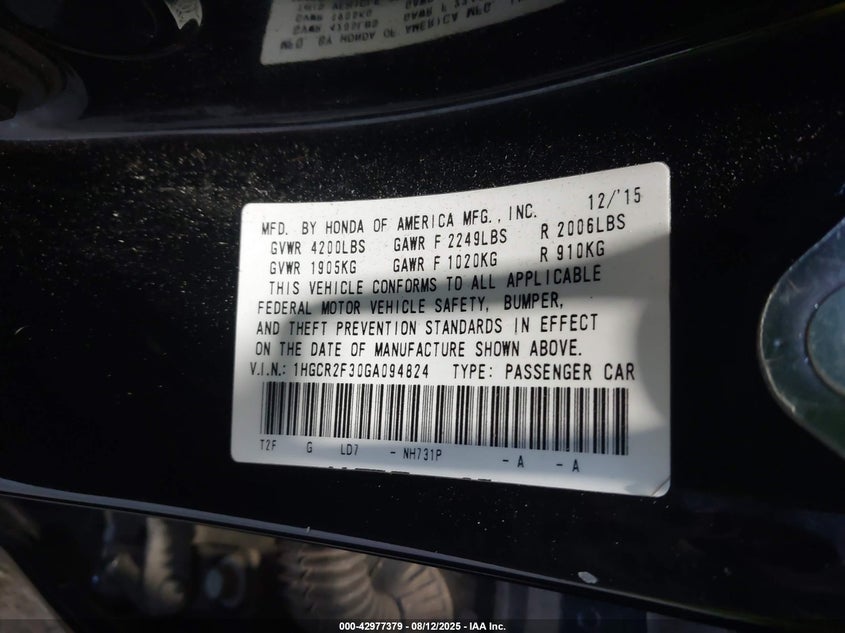 MFD. BY HONDA OF AMERICA MFG., INC. 12/'15
GVWR 4200LBS GAWR F 2249LBS R 2006LBS
GVWR 1905KG GAWR F 1020KG R 910KG
THIS VEHICLE CONFORMS TO ALL APPLICABLE
FEDERAL MOTOR VEHICLE SAFETY, BUMPER,
AND THEFT PREVENTION STANDARDS IN EFFECT
ON THE DATE OF MANUFACTURE SHOWN ABOVE.
V.I.N.: 1HGCR2F30GA094824 TYPE: PASSENGER CAR
T2F G LD7 - NH731P - A - A
000-42977379 -- 08/12/2025 -- IAA Inc.